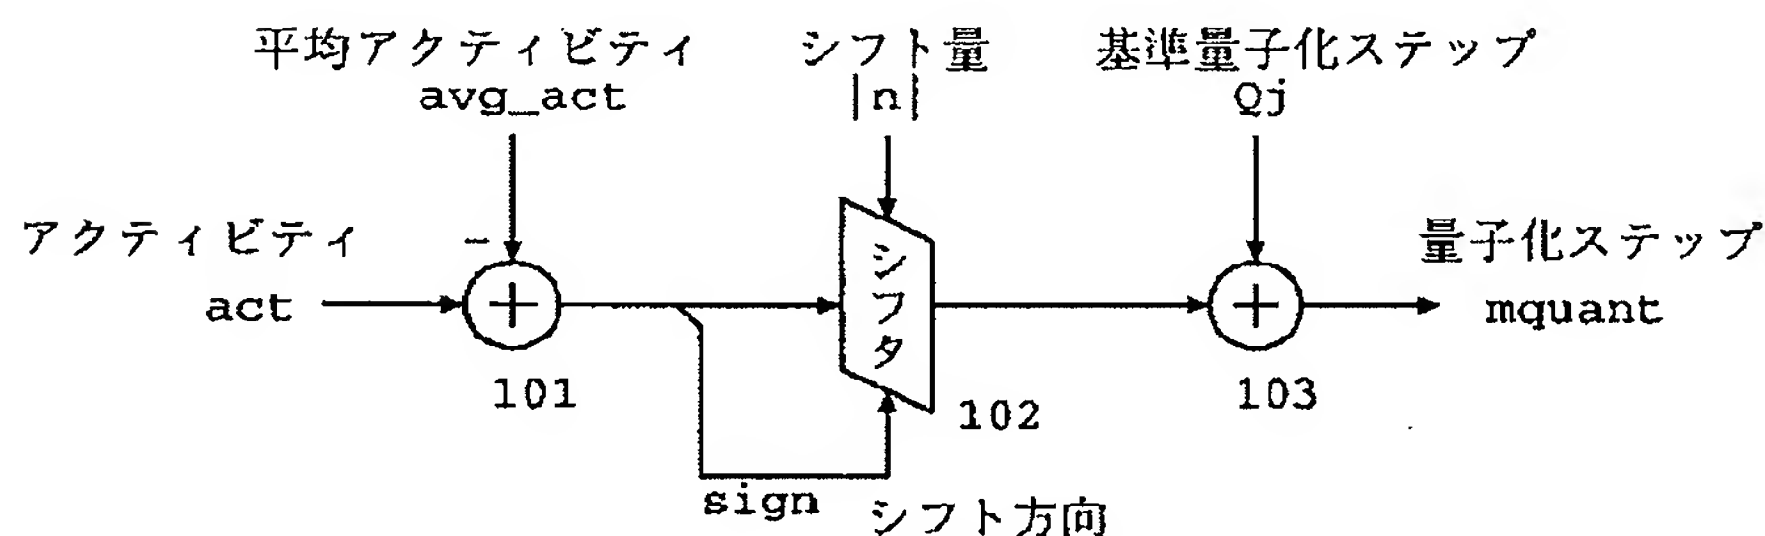 平均アクティビティ
avg_act
シフト量
|n|
基準量子化ステップ
Qj
アクティビティ
act
−
+
101
シフタ
102
sign
シフト方向
+
103
量子化ステップ
mquant